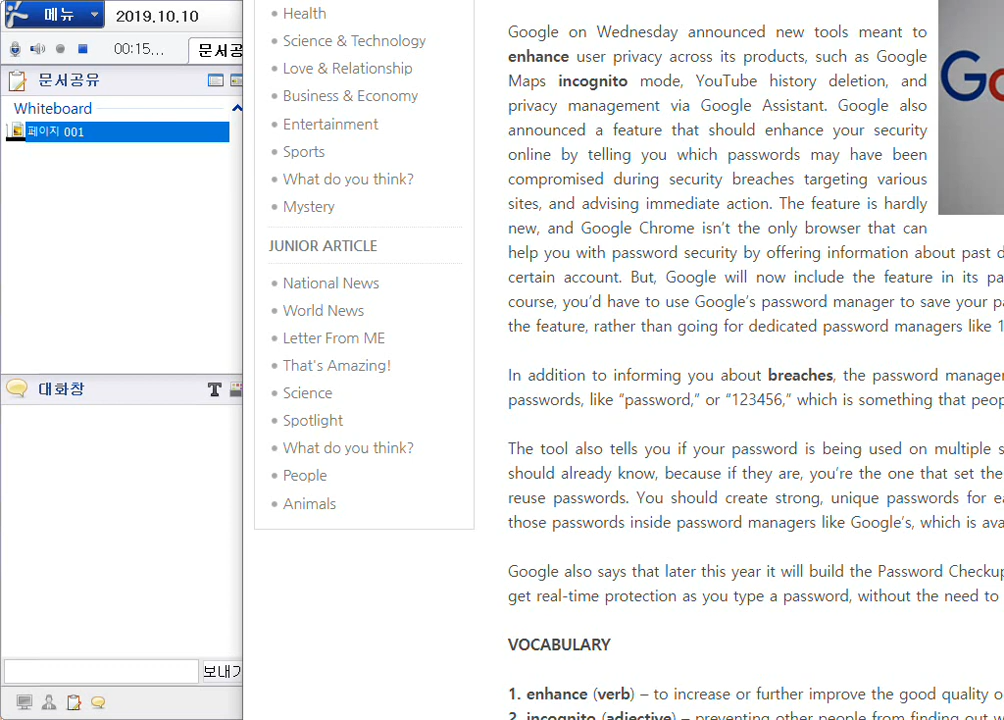 메뉴
2019.10.10
00:15...
문서공
문서공유
Whiteboard
페이지 001
대화창
T
보내기
Health
Science & Technology
Love & Relationship
Business & Economy
Entertainment
Sports
What do you think?
Mystery
JUNIOR ARTICLE
National News
World News
Letter From ME
That's Amazing!
Science
Spotlight
What do you think?
People
Animals
Google on Wednesday announced new tools meant to
enhance user privacy across its products, such as Google
Maps incognito mode, YouTube history deletion, and
privacy management via Google Assistant. Google also
announced a feature that should enhance your security
online by telling you which passwords may have been
compromised during security breaches targeting various
sites, and advising immediate action. The feature is hardly
new, and Google Chrome isn't the only browser that can
help you with password security by offering information about past d
certain account. But, Google will now include the feature in its pa
course, you'd have to use Google's password manager to save your pa
the feature, rather than going for dedicated password managers like 1
In addition to informing you about breaches, the password manager
passwords, like “password,” or “123456,” which is something that peop
The tool also tells you if your password is being used on multiple s
should already know, because if they are, you're the one that set the
reuse passwords. You should create strong, unique passwords for ea
those passwords inside password managers like Google's, which is ava
Google also says that later this year it will build the Password Checkup
get real-time protection as you type a password, without the need to
VOCABULARY
1. enhance (verb) – to increase or further improve the good quality o
2. incognito (adjective) – preventing other people from finding out w
Go